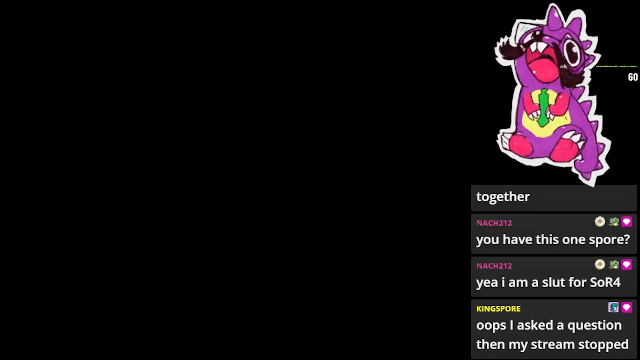 60
together
NACH212
you have this one spore?
NACH212
yea i am a slut for SoR4
KINGSPORE
oops I asked a question
then my stream stopped